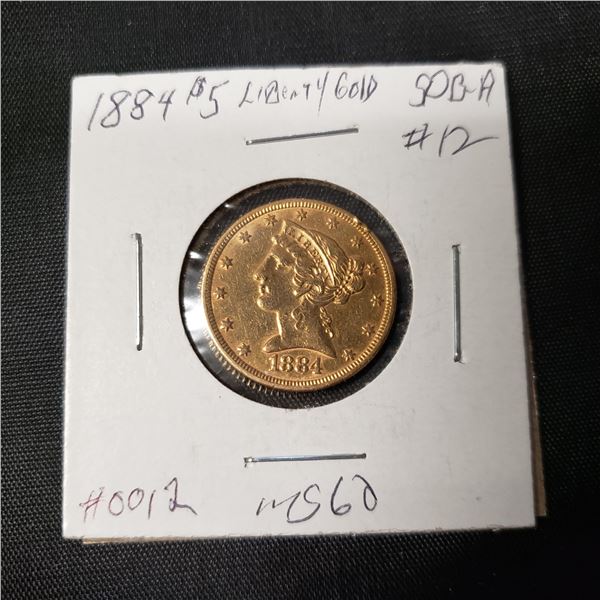 1884 $5 LiBerty Gold SDB-A
#12
LIBERTY
1884
#0012 MS60